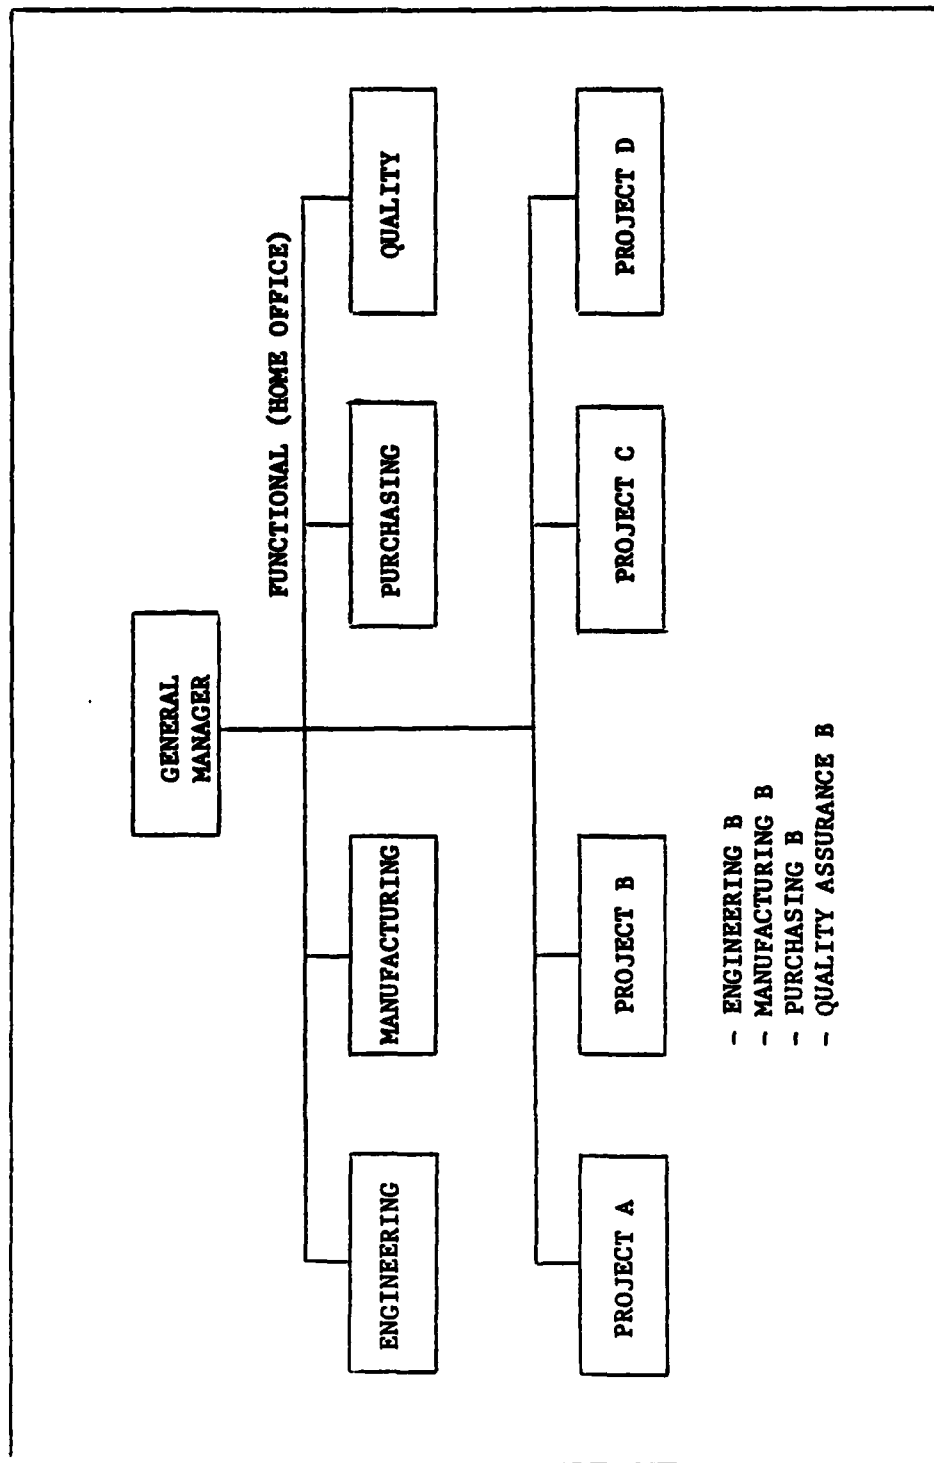 GENERAL
MANAGER
FUNCTIONAL (HOME OFFICE)
ENGINEERING
MANUFACTURING
PURCHASING
QUALITY
PROJECT A
PROJECT B
PROJECT C
PROJECT D
- ENGINEERING B
- MANUFACTURING B
- PURCHASING B
- QUALITY ASSURANCE B